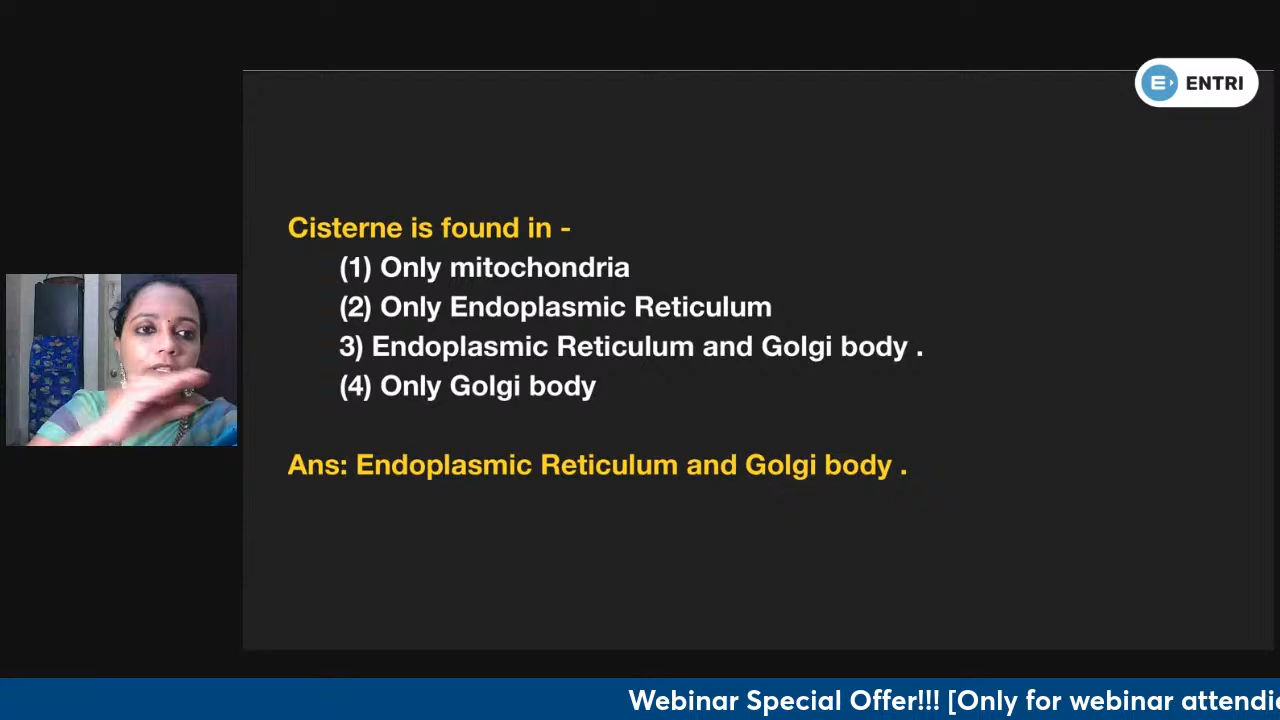 ENTRI
Cisterne is found in -
(1) Only mitochondria
(2) Only Endoplasmic Reticulum
3) Endoplasmic Reticulum and Golgi body .
(4) Only Golgi body
Ans: Endoplasmic Reticulum and Golgi body .
Webinar Special Offer!!! [Only for webinar